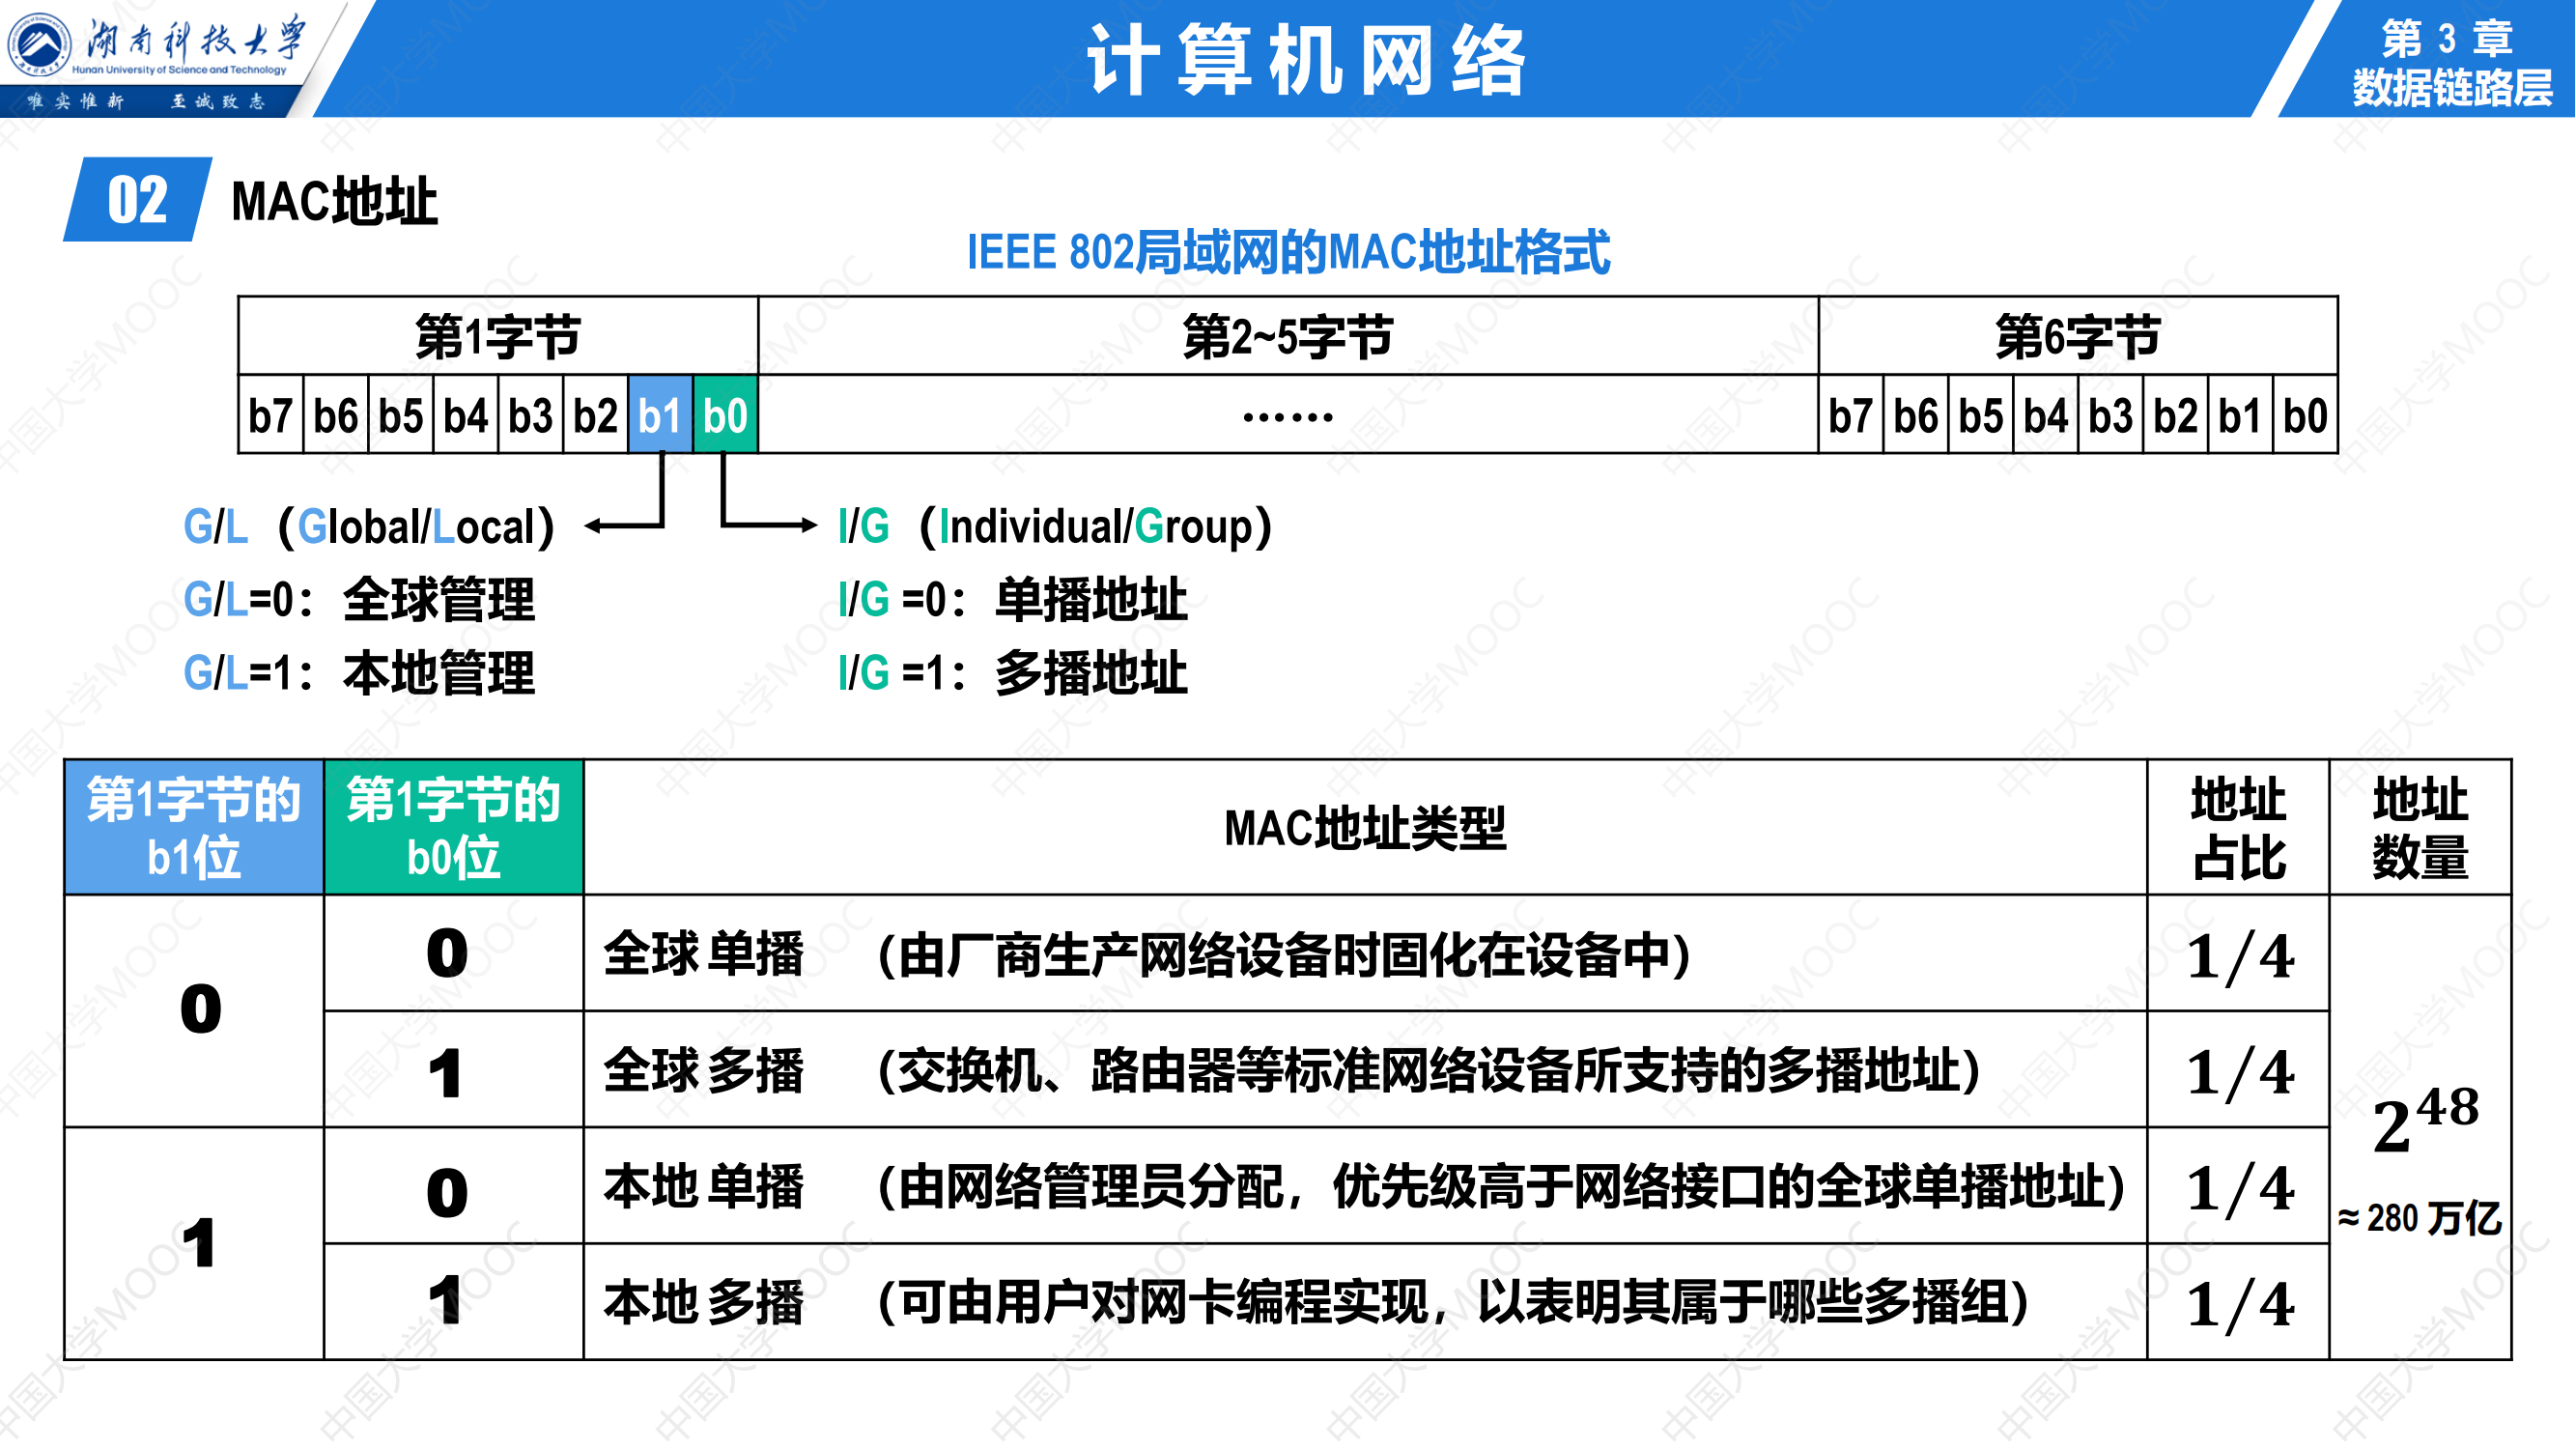 湖南科技大学
Hunan University of Science and Technology
唯实惟新 至诚致志
计算机网络
第 3 章
数据链路层
02 MAC地址
IEEE 802局域网的MAC地址格式
第1字节 第2~5字节 第6字节
b7 b6 b5 b4 b3 b2 b1 b0 …… b7 b6 b5 b4 b3 b2 b1 b0
G/L（Global/Local） I/G（Individual/Group）
G/L=0：全球管理 I/G =0：单播地址
G/L=1：本地管理 I/G =1：多播地址
第1字节的 第1字节的 MAC地址类型 地址 地址
b1位 b0位 占比 数量
0 0 全球 单播 （由厂商生产网络设备时固化在设备中） 1/4
1 全球 多播 （交换机、路由器等标准网络设备所支持的多播地址） 1/4
2^48
≈ 280 万亿
1 0 本地 单播 （由网络管理员分配，优先级高于网络接口的全球单播地址） 1/4
1 本地 多播 （可由用户对网卡编程实现，以表明其属于哪些多播组） 1/4
中国大学MOOC